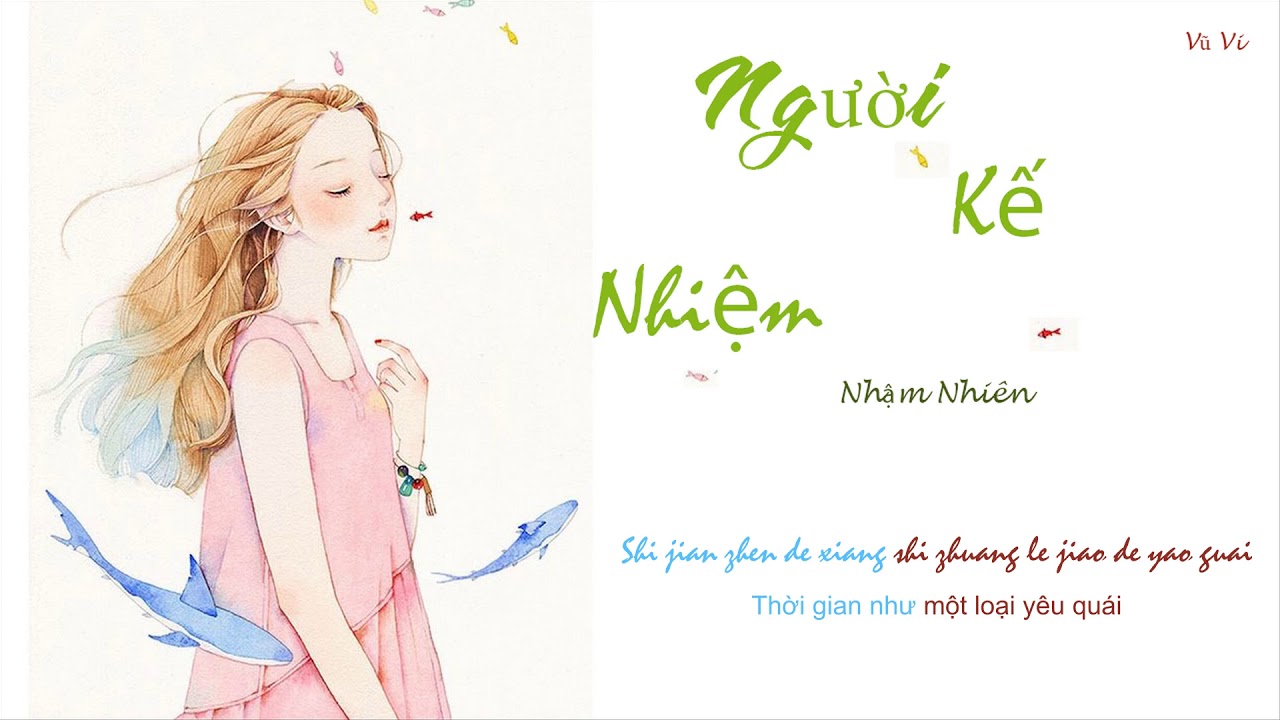 Vũ Ví
Người
Kế
Nhiệm
Nhậm Nhiên
Shi jian zhen de xiang shi zhuang le jiao de yao guai
Thời gian như một loại yêu quái